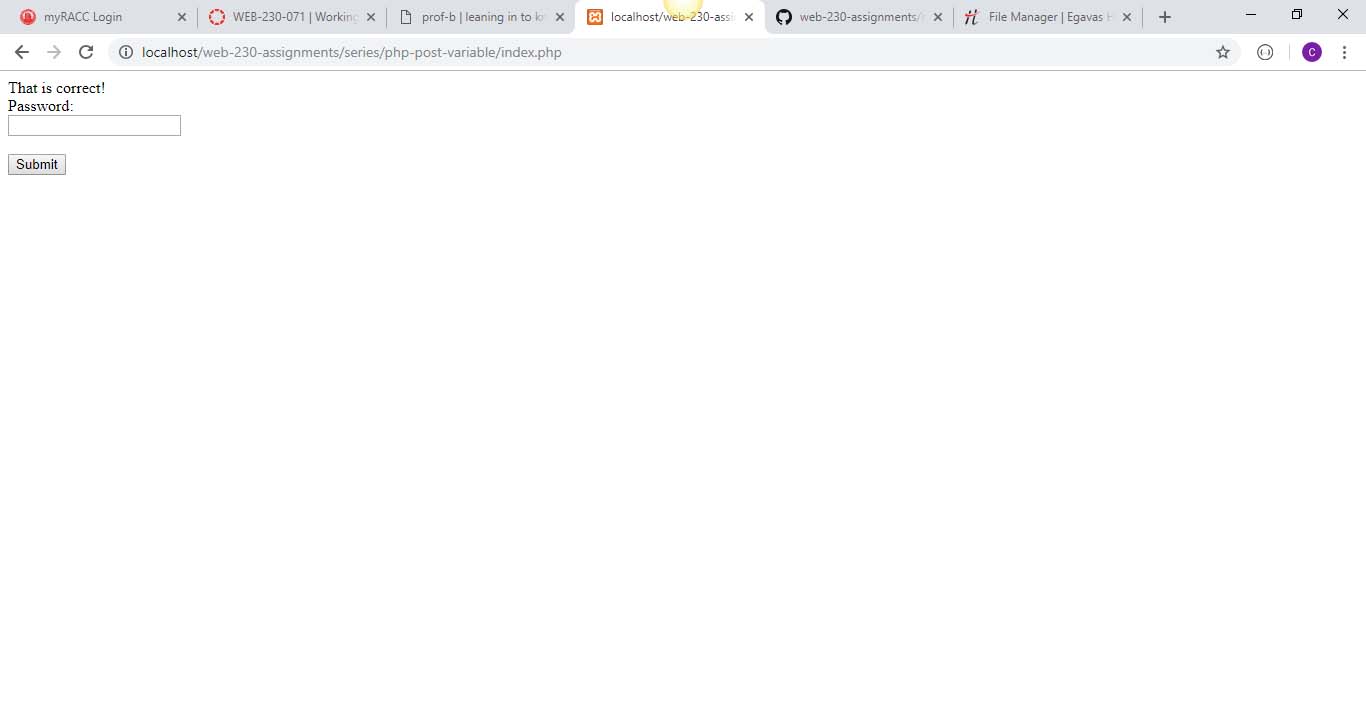 myRACC Login
WEB-230-071 | Working
prof-b | leaning in to
localhost/web-230-assi
web-230-assignments/
File Manager | Egavas
localhost/web-230-assignments/series/php-post-variable/index.php
C
That is correct!
Password:
Submit